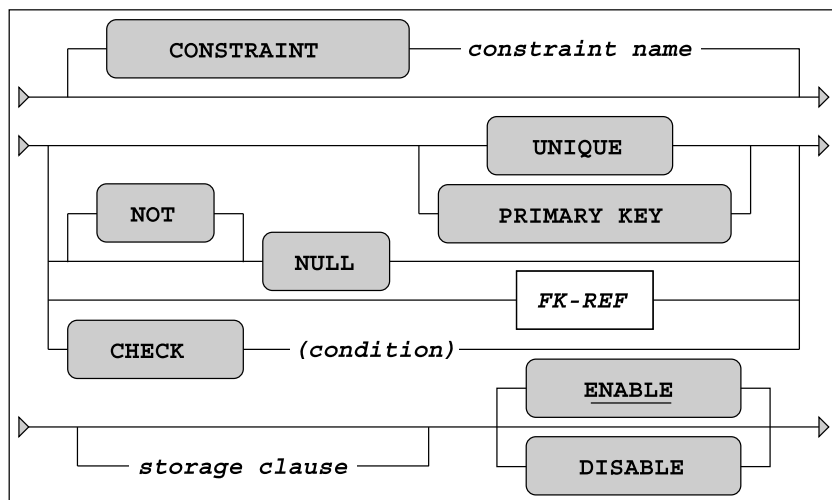 CONSTRAINT constraint name
UNIQUE
NOT PRIMARY KEY
NULL
FK-REF
CHECK (condition)
ENABLE
storage clause DISABLE